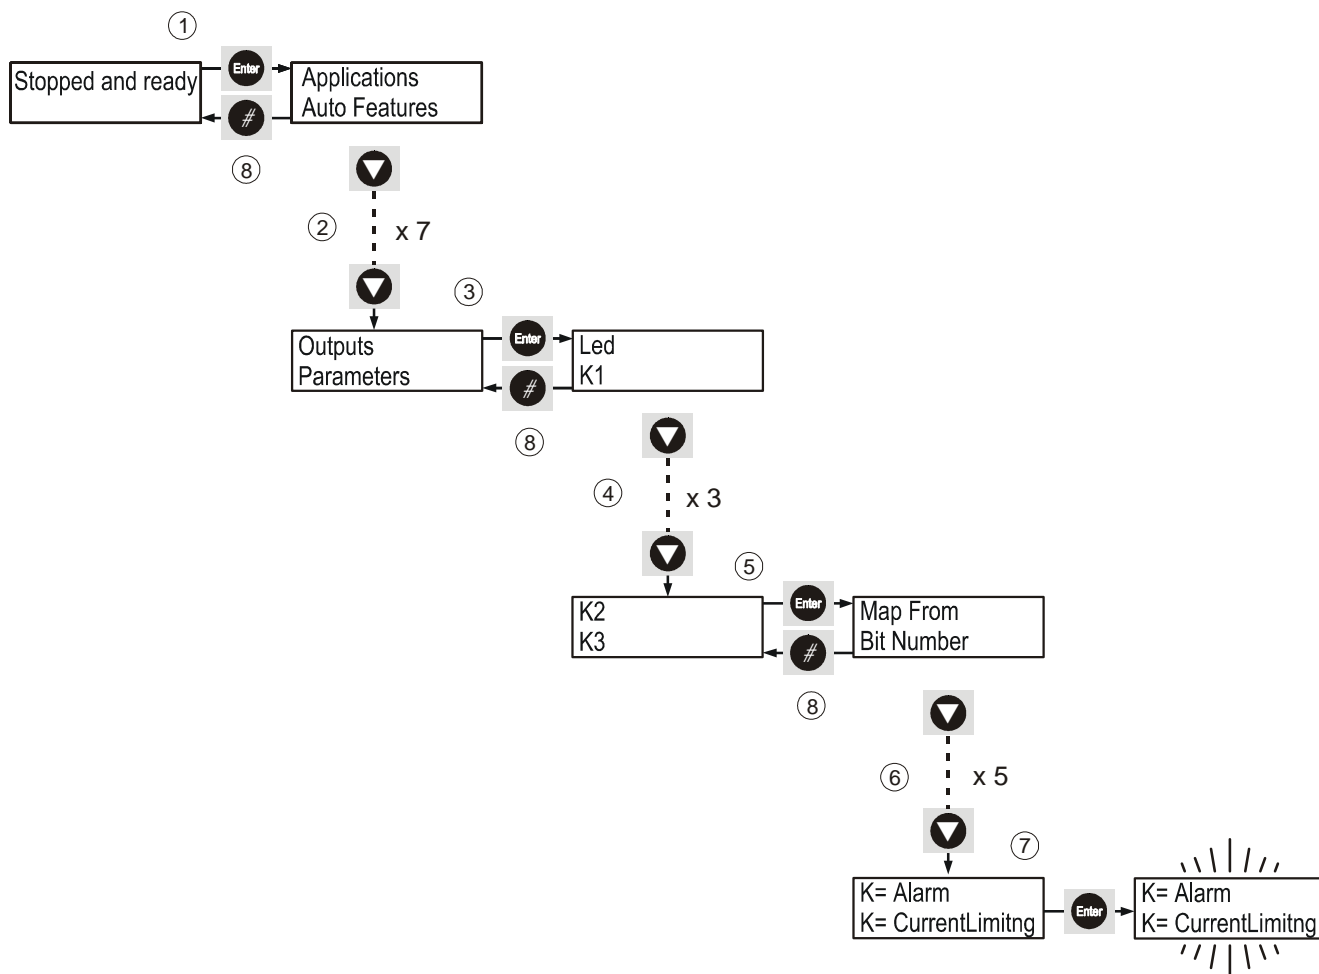 1
Stopped and ready
Enter
#
Applications
Auto Features
8
2
x 7
3
Outputs
Parameters
Enter
#
Led
K1
8
4
x 3
5
K2
K3
Enter
#
Map From
Bit Number
8
6
x 5
7
K= Alarm
K= CurrentLimitng
Enter
K= Alarm
K= CurrentLimitng